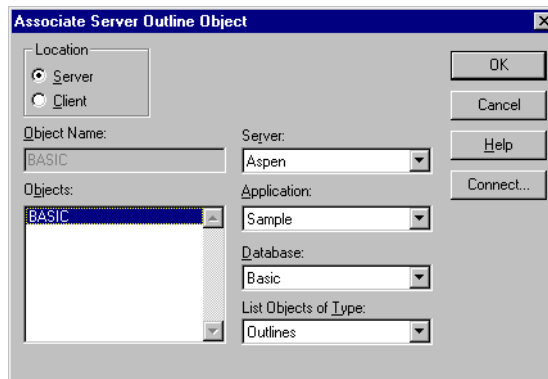 Associate Server Outline Object
Location
Server
Client
OK
Cancel
Help
Connect...
Object Name:
BASIC
Objects:
BASIC
Server:
Aspen
Application:
Sample
Database:
Basic
List Objects of Type:
Outlines